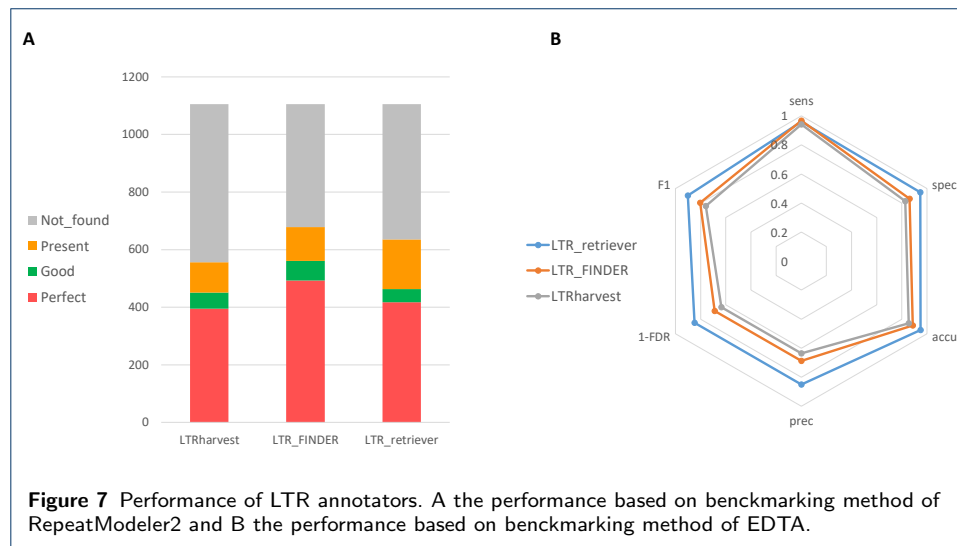 A
1200
1000
800
600
400
200
0
Not_found
Present
Good
Perfect
LTRharvest LTR_FINDER LTR_retriever
B
sens
1
0.8
0.6
0.4
0.2
0
spec
accu
prec
1-FDR
F1
LTR_retriever
LTR_FINDER
LTRharvest
Figure 7 Performance of LTR annotators. A the performance based on benckmarking method of
RepeatModeler2 and B the performance based on benckmarking method of EDTA.